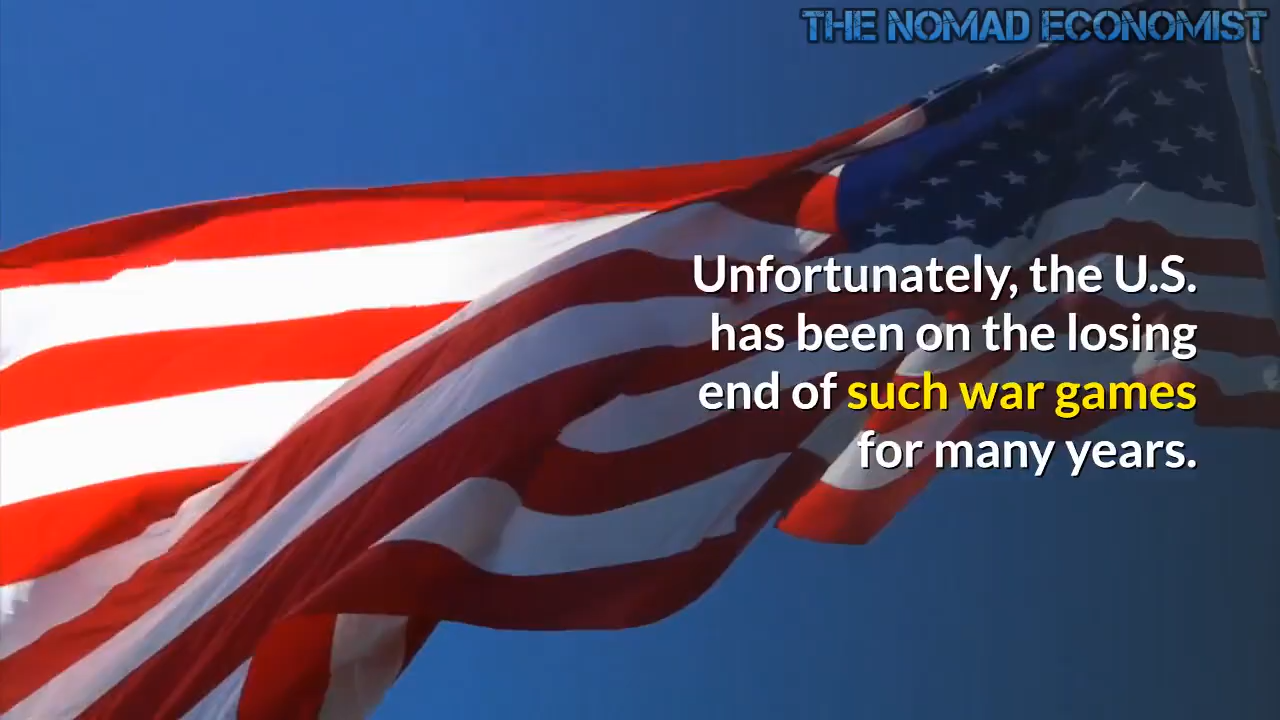 THE NOMAD ECONOMIST
Unfortunately, the U.S.
has been on the losing
end of such war games
for many years.